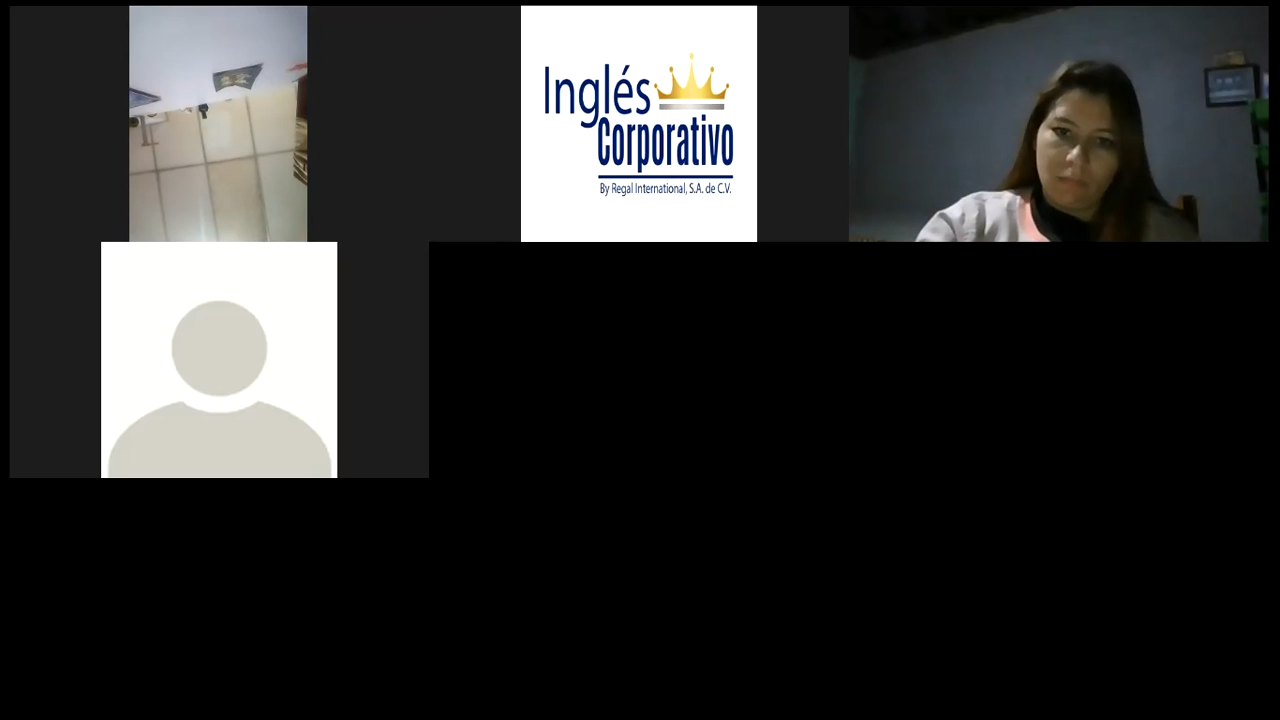 Inglés
Corporativo
By Regal International, S.A. de C.V.